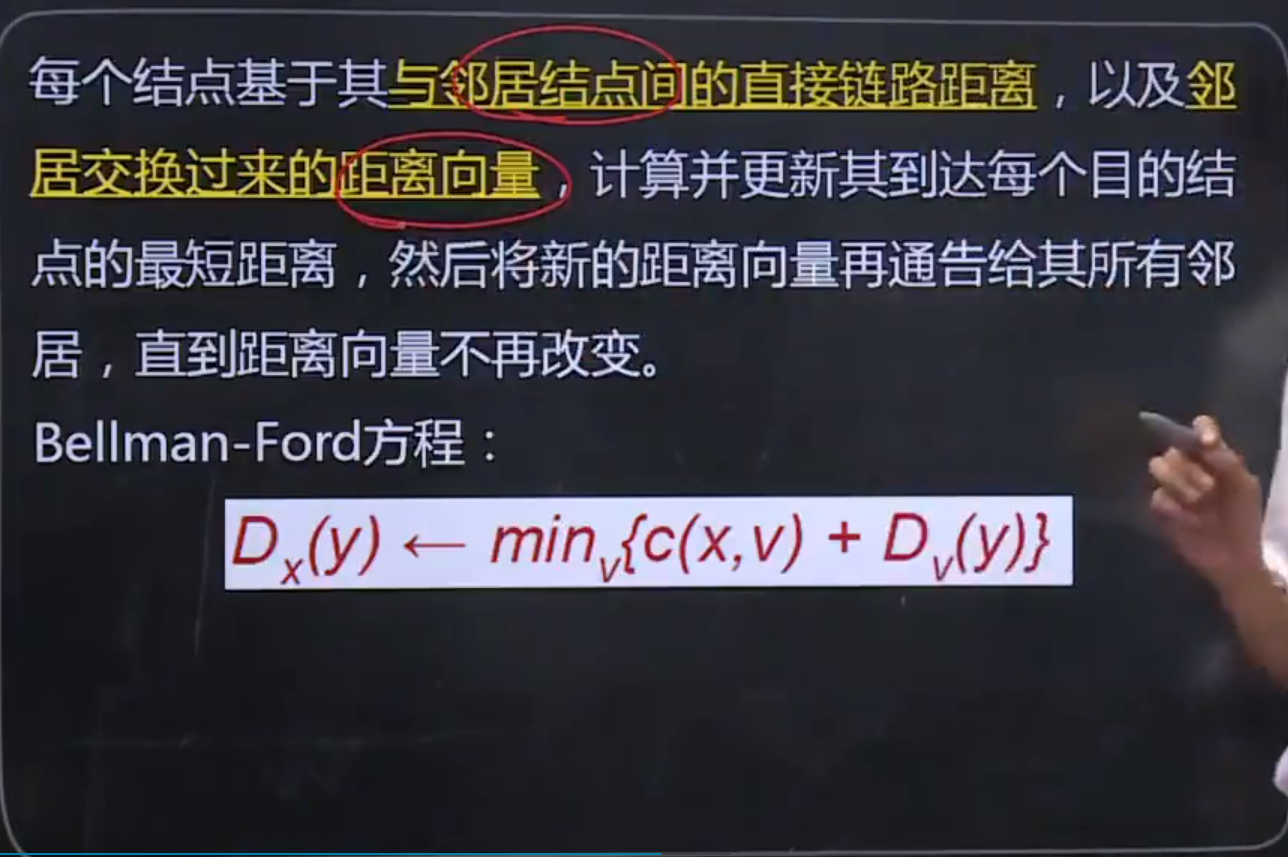 每个结点基于其与邻居结点间的直接链路距离，以及邻
居交换过来的距离向量，计算并更新其到达每个目的结
点的最短距离，然后将新的距离向量再通告给其所有邻
居，直到距离向量不再改变。
Bellman-Ford方程：
Dx(y) ← minv{c(x,v) + Dv(y)}